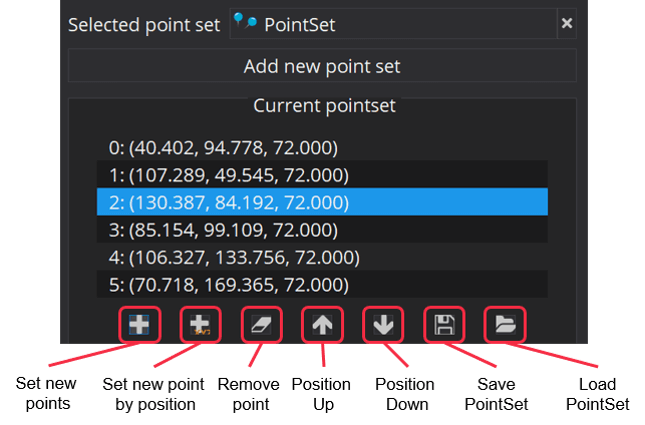 Selected point set PointSet
Add new point set
Current pointset
0: (40.402, 94.778, 72.000)
1: (107.289, 49.545, 72.000)
2: (130.387, 84.192, 72.000)
3: (85.154, 99.109, 72.000)
4: (106.327, 133.756, 72.000)
5: (70.718, 169.365, 72.000)
Set new
points
Set new point
by position
Remove
point
Position
Up
Position
Down
Save
PointSet
Load
PointSet